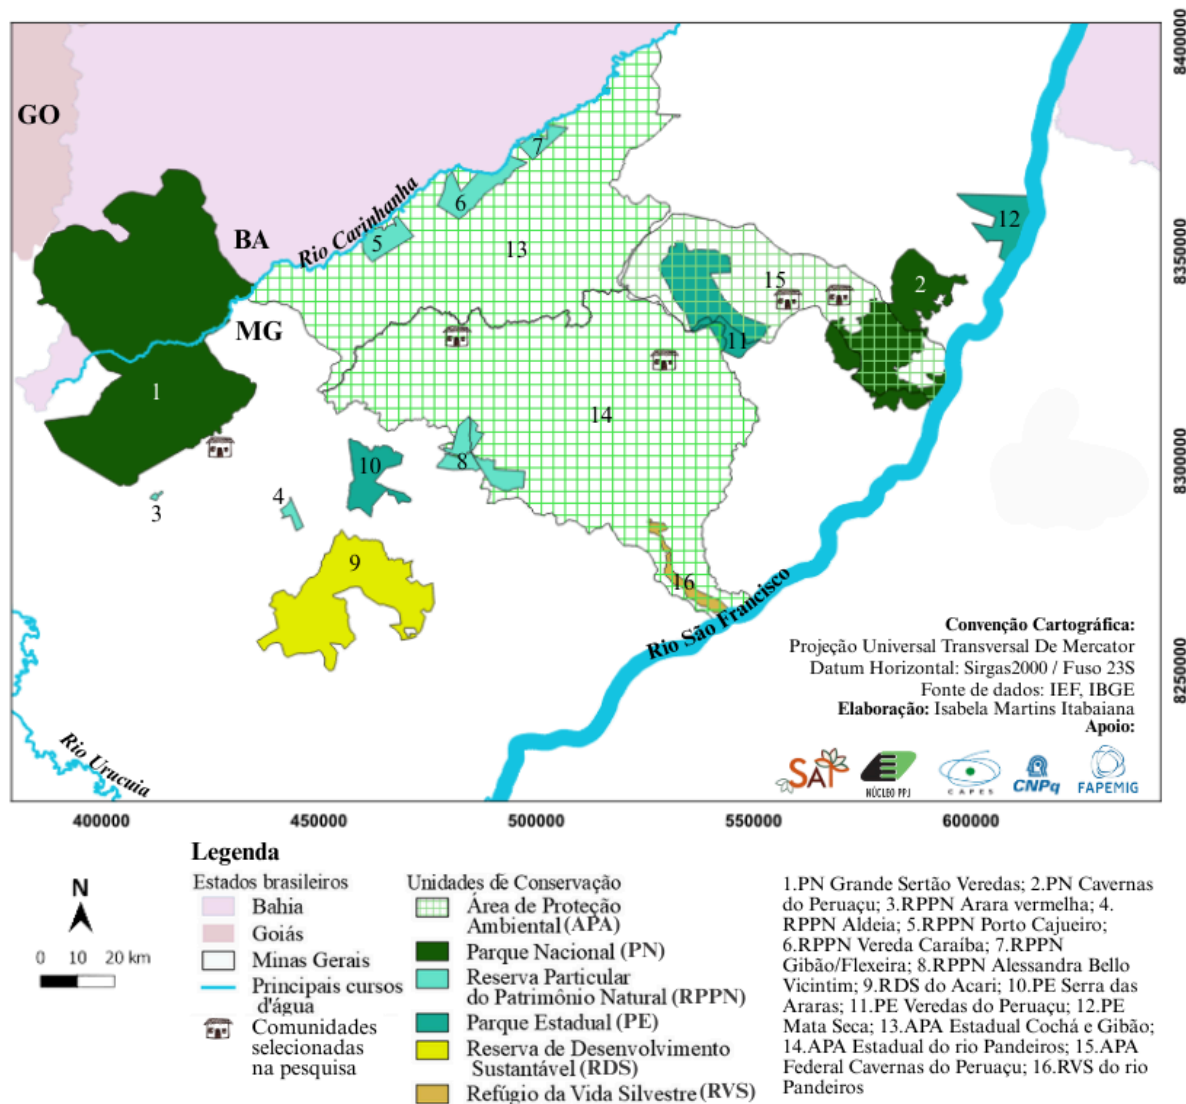 GO
BA
MG
Rio Carinhanha
7
6
5
13
12
15
2
11
1
14
10
8
4
3
9
16
Rio São Francisco
Rio Urucuia
8400000
8350000
8300000
8250000
Convenção Cartográfica:
Projeção Universal Transversal De Mercator
Datum Horizontal: Sirgas2000 / Fuso 23S
Fonte de dados: IEF, IBGE
Elaboração: Isabela Martins Itabaiana
Apoio:
SAT
NÚCLEO PPJ
CAPES
CNPq
FAPEMIG
400000 450000 500000 550000 600000
Legenda
N
0 10 20 km
Estados brasileiros
Bahia
Goiás
Minas Gerais
Principais cursos
d'água
Comunidades
selecionadas
na pesquisa
Unidades de Conservação
Área de Proteção
Ambiental (APA)
Parque Nacional (PN)
Reserva Particular
do Patrimônio Natural (RPPN)
Parque Estadual (PE)
Reserva de Desenvolvimento
Sustantável (RDS)
Refúgio da Vida Silvestre (RVS)
1.PN Grande Sertão Veredas; 2.PN Cavernas
do Peruaçu; 3.RPPN Arara vermelha; 4.
RPPN Aldeia; 5.RPPN Porto Cajueiro;
6.RPPN Vereda Caraíba; 7.RPPN
Gibão/Flexeira; 8.RPPN Alessandra Bello
Vicintim; 9.RDS do Acari; 10.PE Serra das
Araras; 11.PE Veredas do Peruaçu; 12.PE
Mata Seca; 13.APA Estadual Cochá e Gibão;
14.APA Estadual do rio Pandeiros; 15.APA
Federal Cavernas do Peruaçu; 16.RVS do rio
Pandeiros